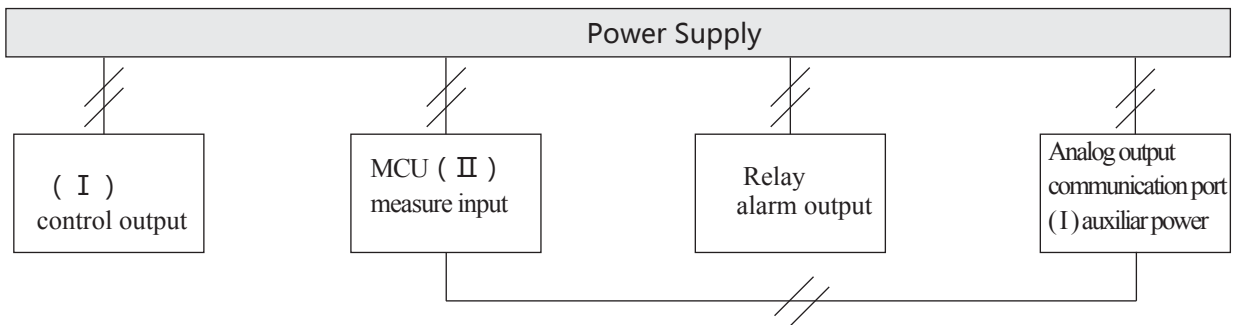 Power Supply
( Ⅰ )
control output
MCU ( Ⅱ )
measure input
Relay
alarm output
Analog output
communication port
(Ⅰ) auxiliar power